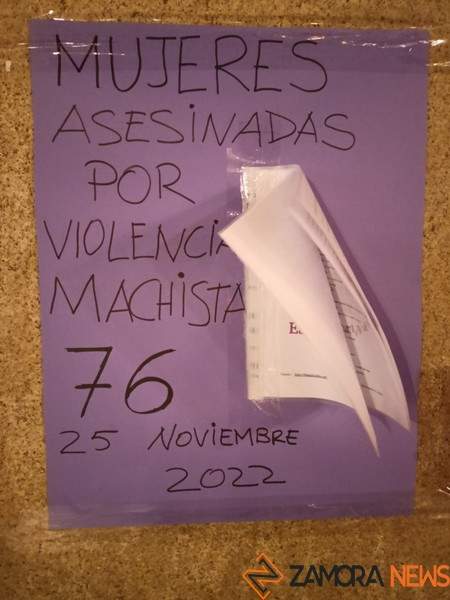 MUJERES
ASESINADAS
POR
VIOLENCIA
MACHISTA
76
25 NOVIEMBRE
2022
ZAMORA NEWS